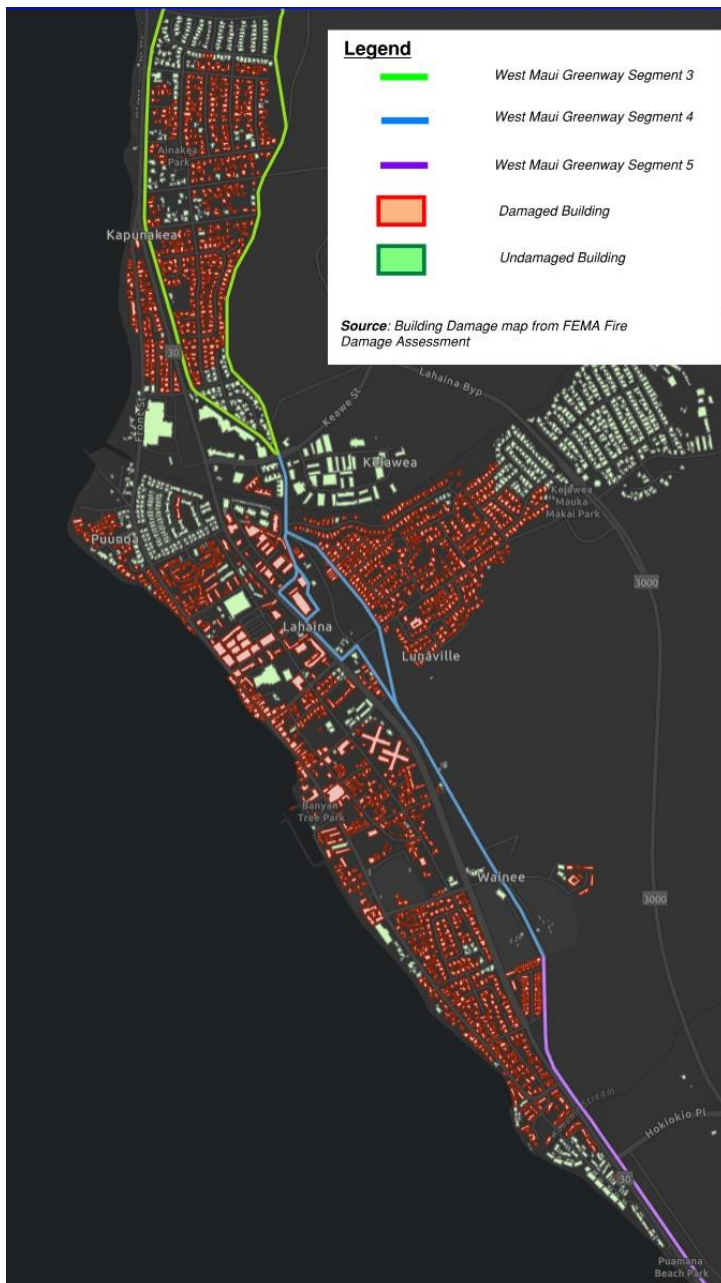 Legend
West Maui Greenway Segment 3
West Maui Greenway Segment 4
West Maui Greenway Segment 5
Damaged Building
Undamaged Building
Source: Building Damage map from FEMA Fire
Damage Assessment
Ainakea
Park
Kapunakea
30
Front St
Keawe St
Lahaina Byp
Kelawea
Kelawea
Mauka
Makai Park
Puunoa
3000
Lahaina
Lunaville
Banyan
Tree Park
Wainee
3000
Stream
Hokiokio Pl
30
Puamana
Beach Park